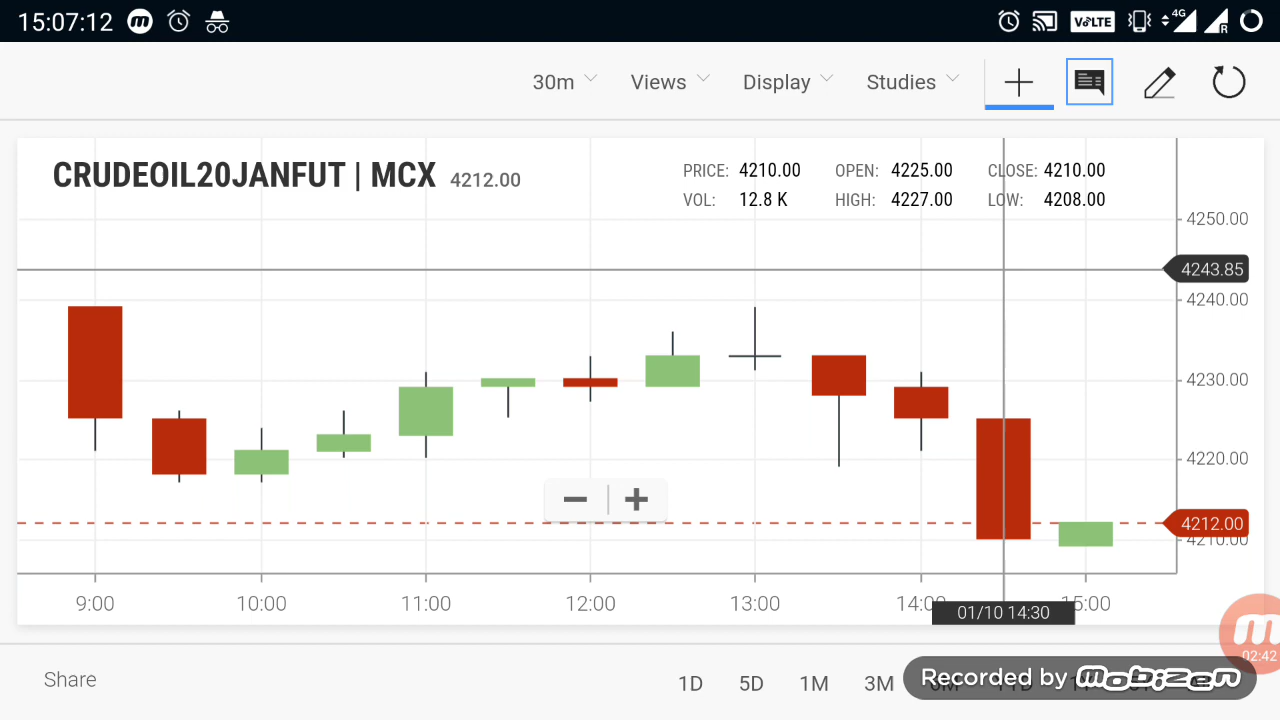 15:07:12 4G VoLTE R
30m Views Display Studies
CRUDEOIL20JANFUT | MCX 4212.00
PRICE: 4210.00 OPEN: 4225.00 CLOSE: 4210.00
VOL: 12.8 K HIGH: 4227.00 LOW: 4208.00
4250.00
4243.85
4240.00
4230.00
4220.00
4212.00
4210.00
9:00 10:00 11:00 12:00 13:00 14:00 15:00
01/10 14:30
02:42
Share 1D 5D 1M 3M
Recorded by mobizen